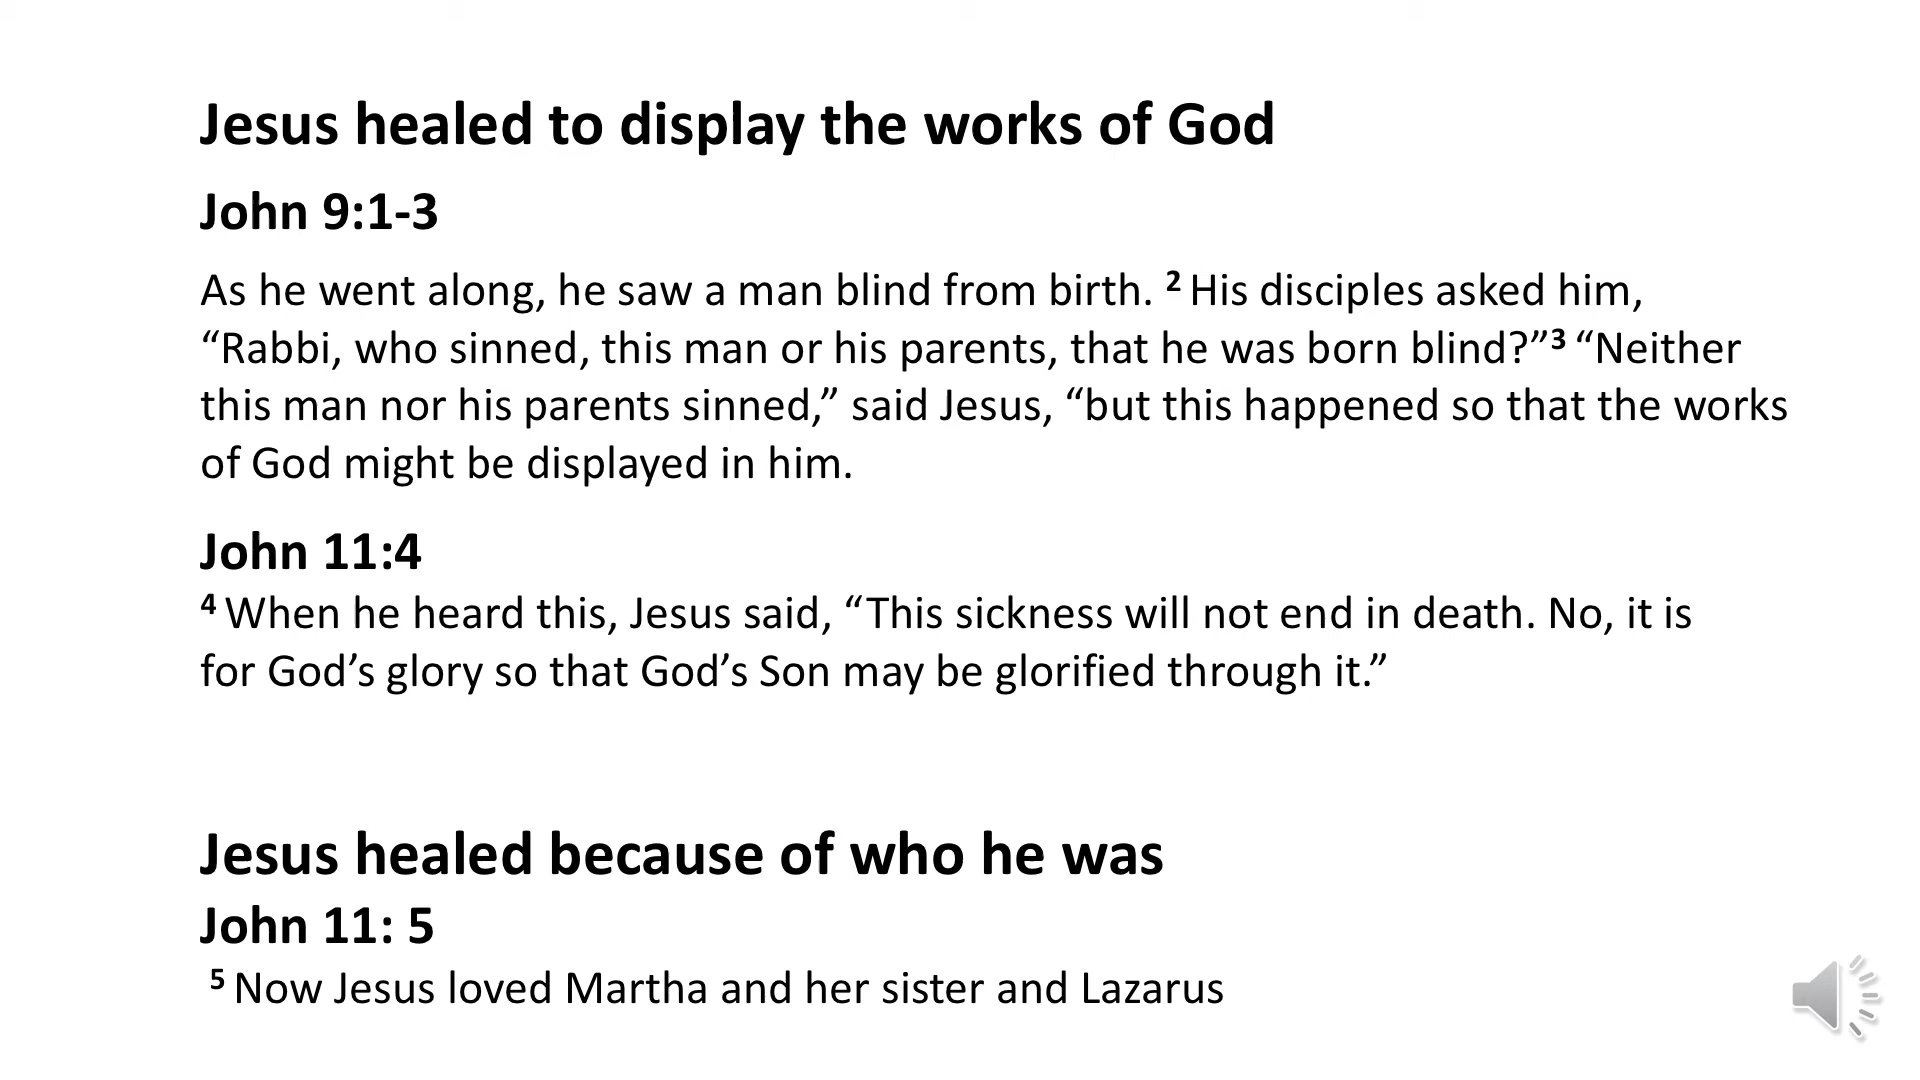 Jesus healed to display the works of God
John 9:1-3
As he went along, he saw a man blind from birth. 2 His disciples asked him,
“Rabbi, who sinned, this man or his parents, that he was born blind?”3 “Neither
this man nor his parents sinned,” said Jesus, “but this happened so that the works
of God might be displayed in him.
John 11:4
4 When he heard this, Jesus said, “This sickness will not end in death. No, it is
for God’s glory so that God’s Son may be glorified through it.”
Jesus healed because of who he was
John 11: 5
5 Now Jesus loved Martha and her sister and Lazarus